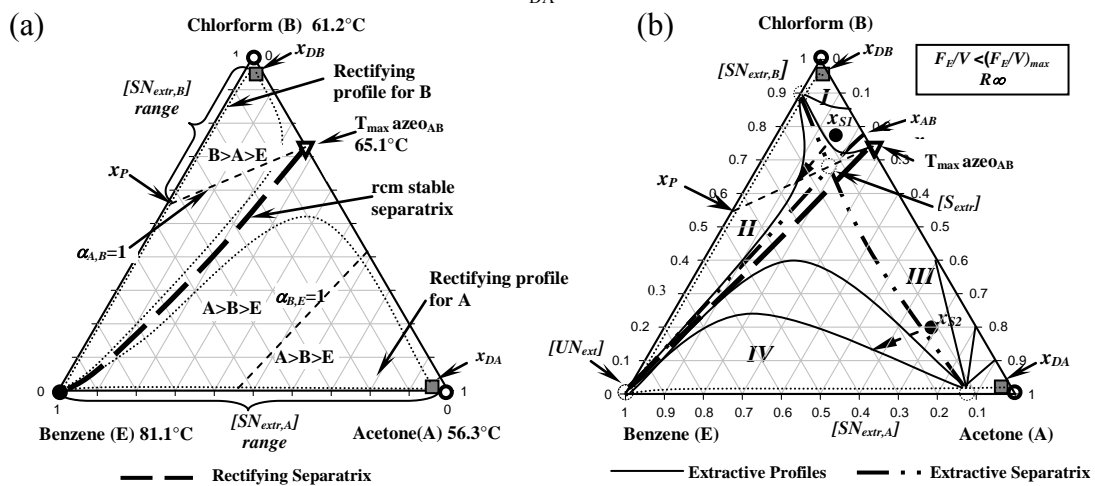 DA
(a)
Chlorform (B) 61.2°C
1
0
x_DB
[SN_extr,B]
range
Rectifying
profile for B
T_max azeo_AB
65.1°C
B>A>E
x_P
rcm stable
separatrix
α_A,B=1
Rectifying profile
for A
α_B,E=1
A>B>E
A>B>E
x_DA
0
1
1
0
[SN_extr,A]
range
Benzene (E) 81.1°C
Acetone(A) 56.3°C
Rectifying Separatrix
(b)
Chlorform (B)
F_E/V <(F_E/V)_max
R∞
1
0
x_DB
[SN_extr,B]
0.9
0.1
I
x_S1
x_AB
0.8
T_max azeo_AB
0.7
0.3
x_P
0.6
0.4
[S_extr]
II
0.5
0.5
0.4
0.6
III
0.3
0.2
0.8
x_S2
[UN_ext]
IV
0.1
0.9
x_DA
0
1
1
0.9
0.8
0.7
0.6
0.5
0.4
0.3
0.2
0.1
0
Benzene (E)
[SN_extr,A]
Acetone (A)
Extractive Profiles
Extractive Separatrix